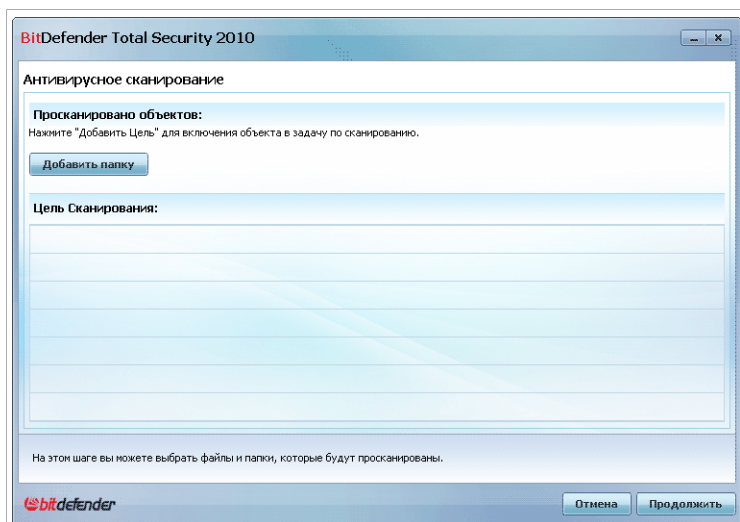 BitDefender Total Security 2010
Антивирусное сканирование
Просканировано объектов:
Нажмите "Добавить Цель" для включения объекта в задачу по сканированию.
Добавить папку
Цель Сканирования:
На этом шаге вы можете выбрать файлы и папки, которые будут просканированы.
bitdefender
Отмена
Продолжить